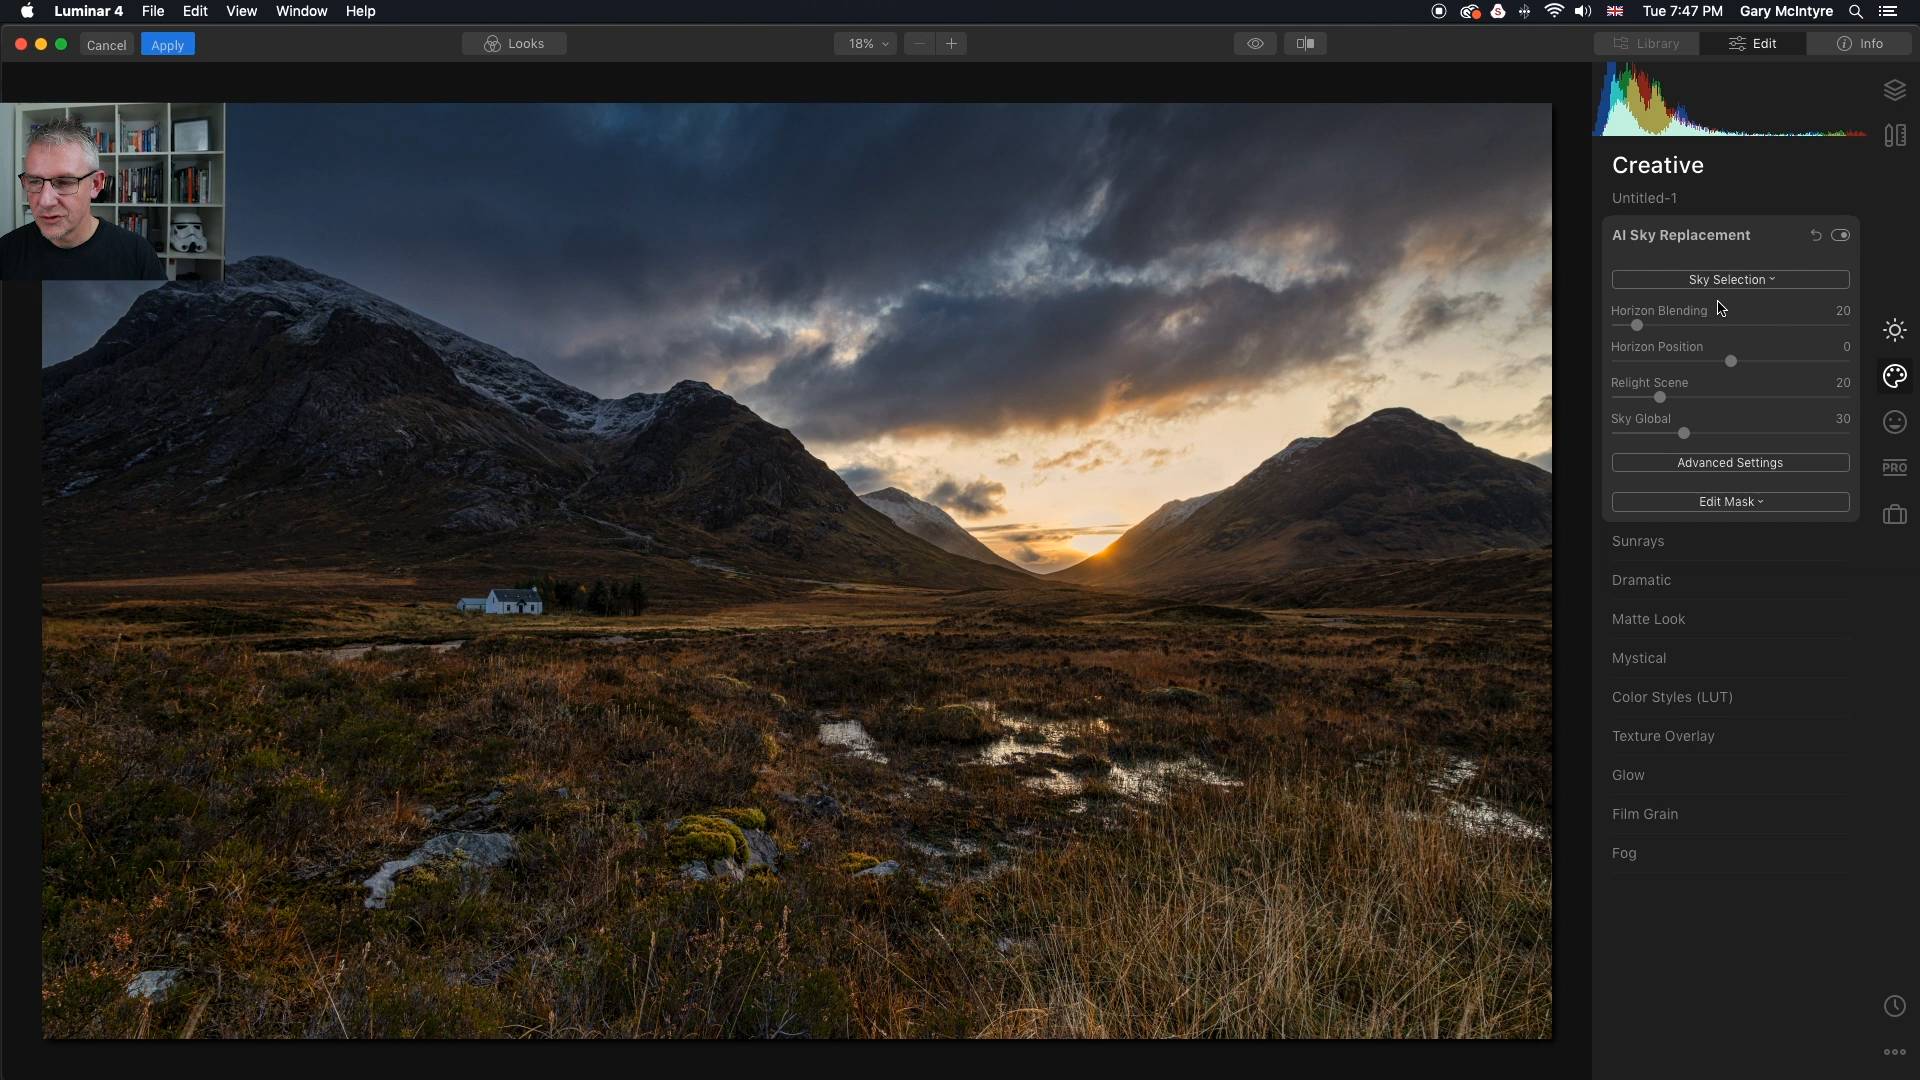 Luminar 4 File Edit View Window Help
Tue 7:47 PM Gary McIntyre
Cancel Apply Looks 18% Library Edit Info
Creative
Untitled-1
AI Sky Replacement
Sky Selection
Horizon Blending 20
Horizon Position 0
Relight Scene 20
Sky Global 30
Advanced Settings
Edit Mask
PRO
Sunrays
Dramatic
Matte Look
Mystical
Color Styles (LUT)
Texture Overlay
Glow
Film Grain
Fog